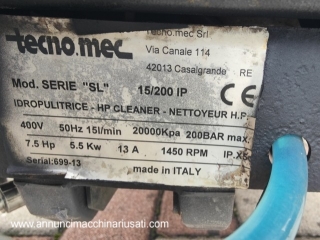 tecno.mec
Tecno.mec Srl
Via Canale 114
42013 Casalgrande RE
Mod. SERIE "SL" 15/200 IP
CE
IDROPULITRICE - HP CLEANER - NETTOYEUR H.P.
400V 50Hz 15l/min 20000Kpa 200BAR max.
7.5 Hp 5.5 Kw 13 A 1450 RPM IP.X5
Serial:699-13
made in ITALY
www.annuncimacchinariusati.com